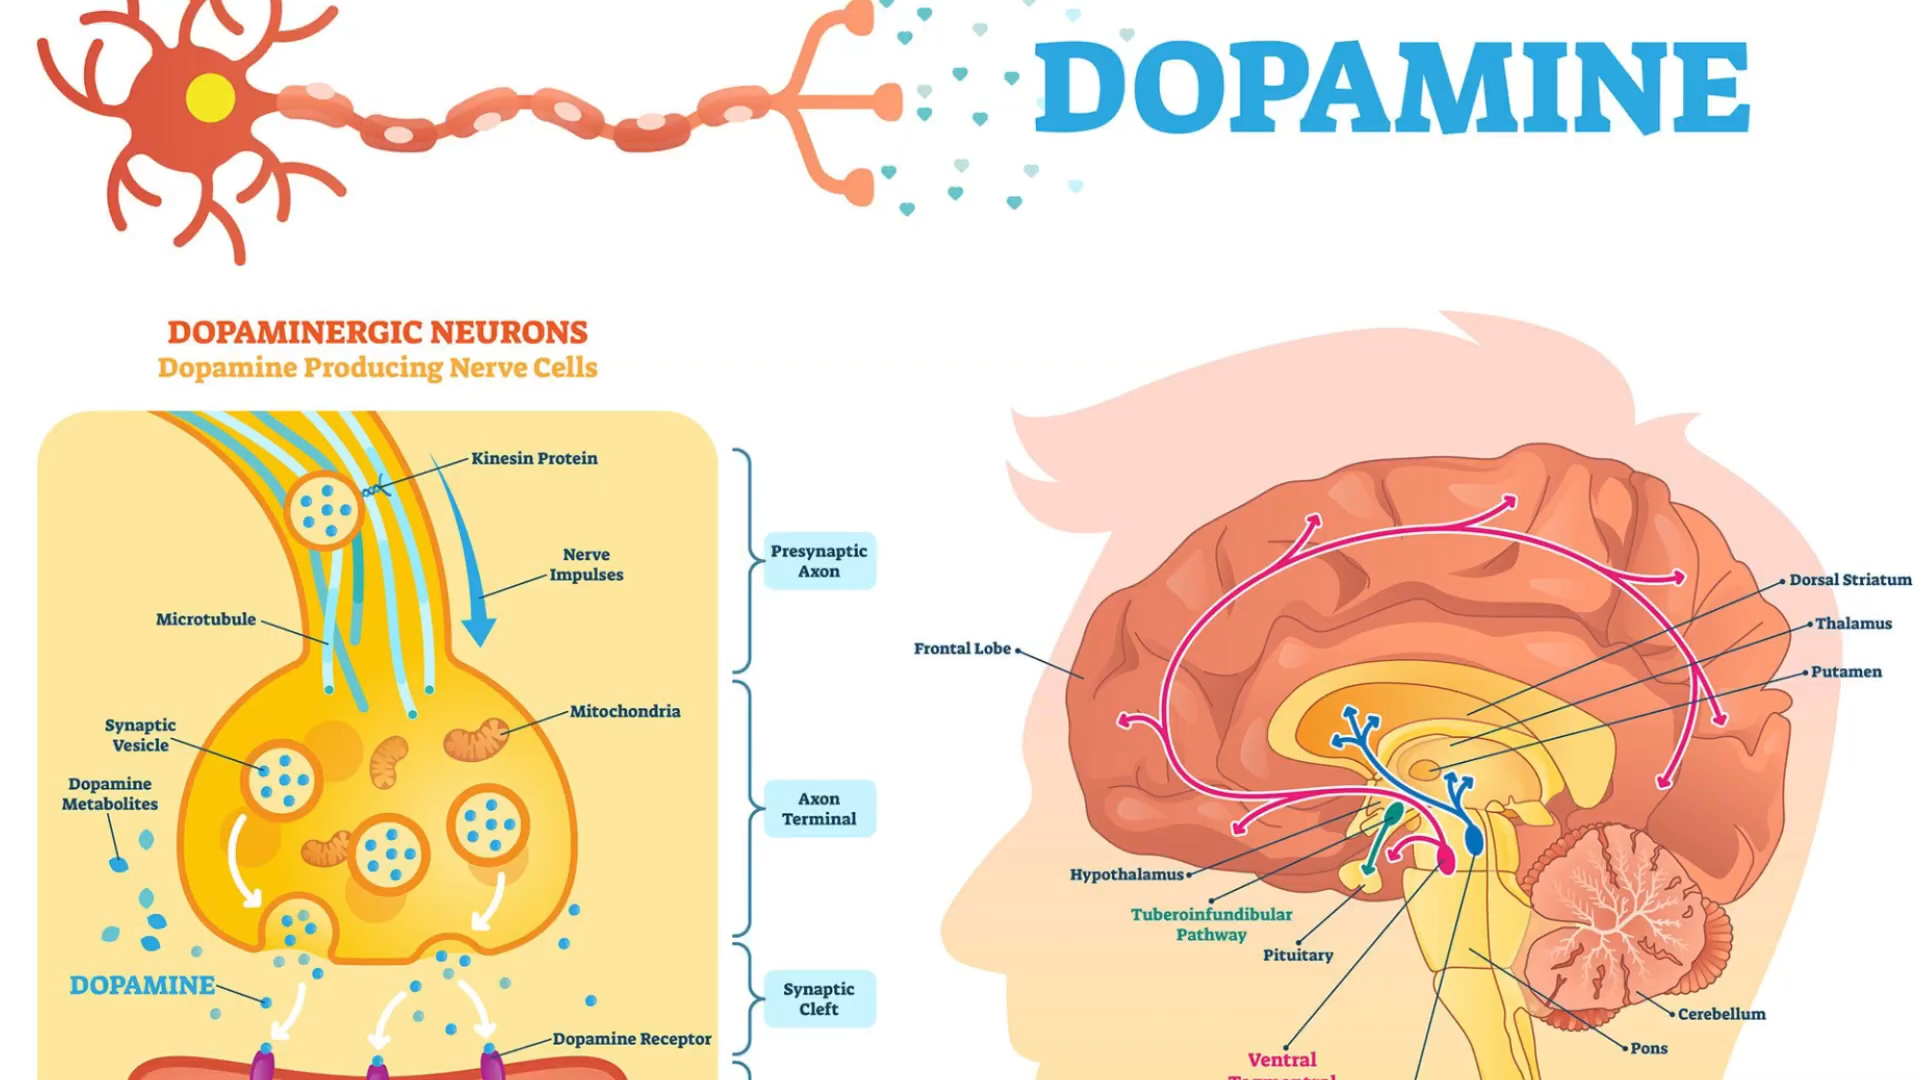 DOPAMINE
DOPAMINERGIC NEURONS
Dopamine Producing Nerve Cells
Kinesin Protein
Nerve
Impulses
Microtubule
Mitochondria
Synaptic
Vesicle
Dopamine
Metabolites
DOPAMINE
Dopamine Receptor
Presynaptic
Axon
Axon
Terminal
Synaptic
Cleft
Frontal Lobe
Dorsal Striatum
Thalamus
Putamen
Hypothalamus
Tuberoinfundibular
Pathway
Pituitary
Ventral
Tegmental
Cerebellum
Pons